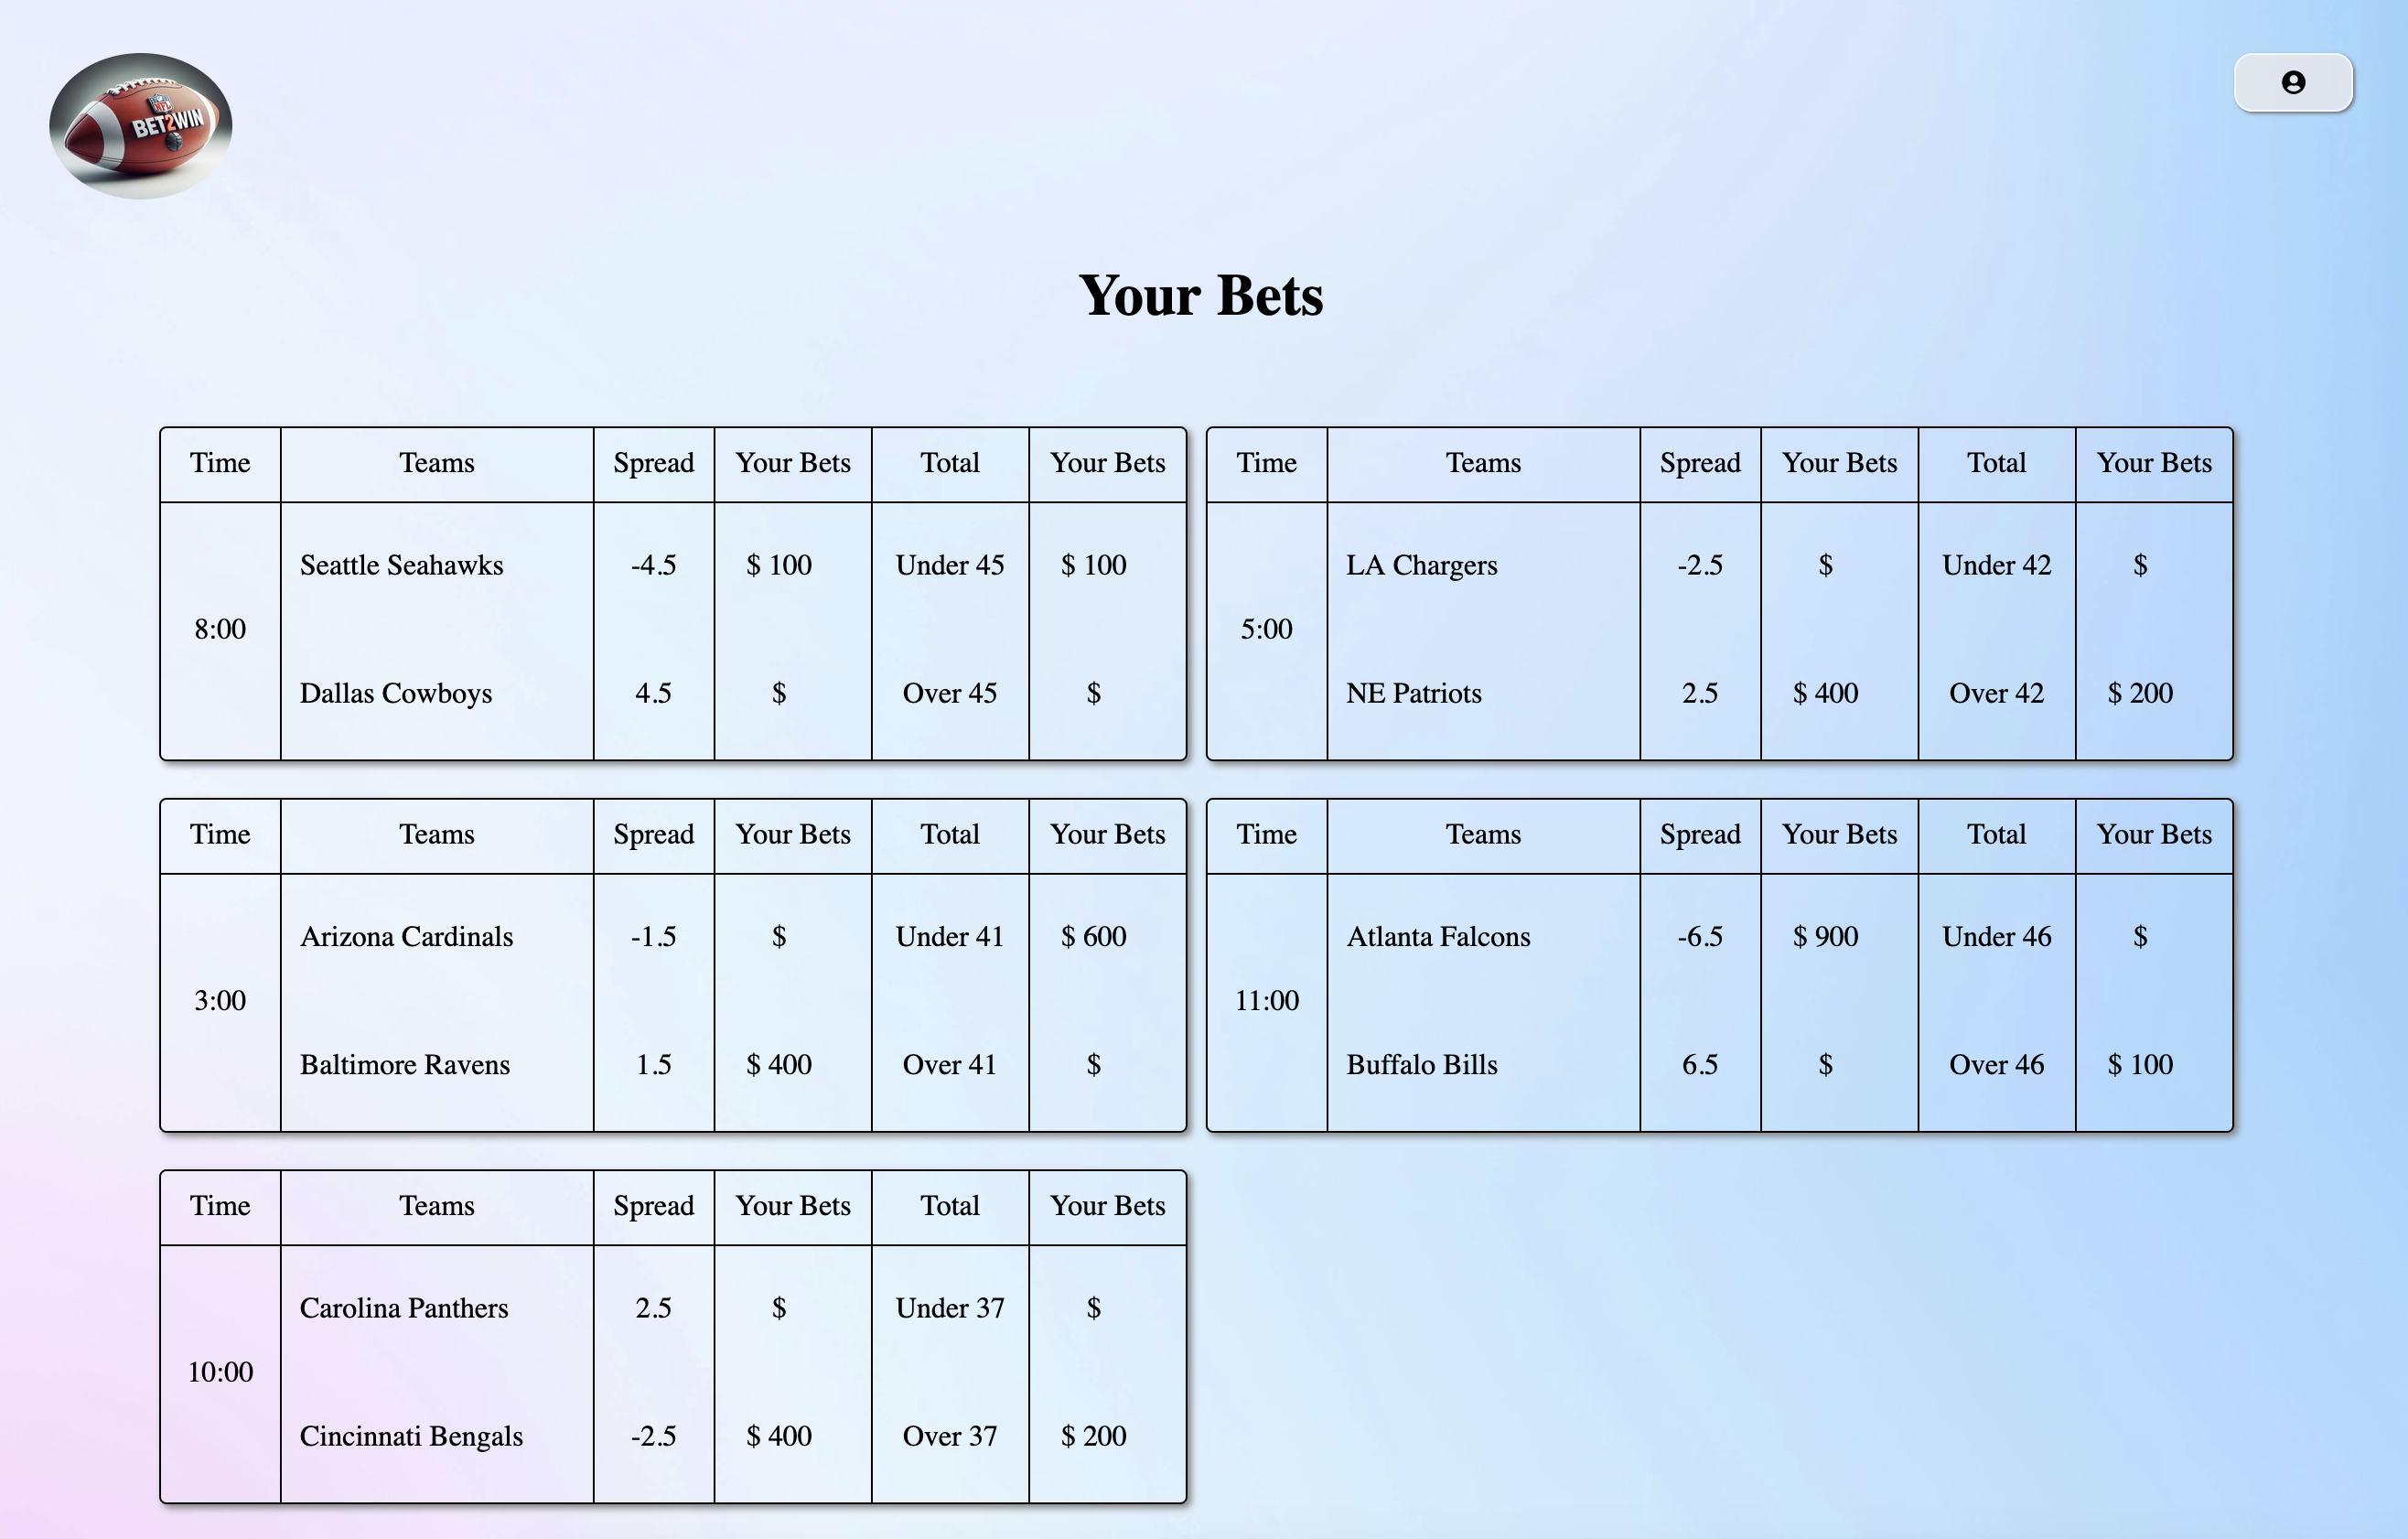 NFL
BET2WIN
Your Bets
Time Teams Spread Your Bets Total Your Bets
Seattle Seahawks -4.5 $ 100 Under 45 $ 100
8:00
Dallas Cowboys 4.5 $ Over 45 $
Time Teams Spread Your Bets Total Your Bets
LA Chargers -2.5 $ Under 42 $
5:00
NE Patriots 2.5 $ 400 Over 42 $ 200
Time Teams Spread Your Bets Total Your Bets
Arizona Cardinals -1.5 $ Under 41 $ 600
3:00
Baltimore Ravens 1.5 $ 400 Over 41 $
Time Teams Spread Your Bets Total Your Bets
Atlanta Falcons -6.5 $ 900 Under 46 $
11:00
Buffalo Bills 6.5 $ Over 46 $ 100
Time Teams Spread Your Bets Total Your Bets
Carolina Panthers 2.5 $ Under 37 $
10:00
Cincinnati Bengals -2.5 $ 400 Over 37 $ 200